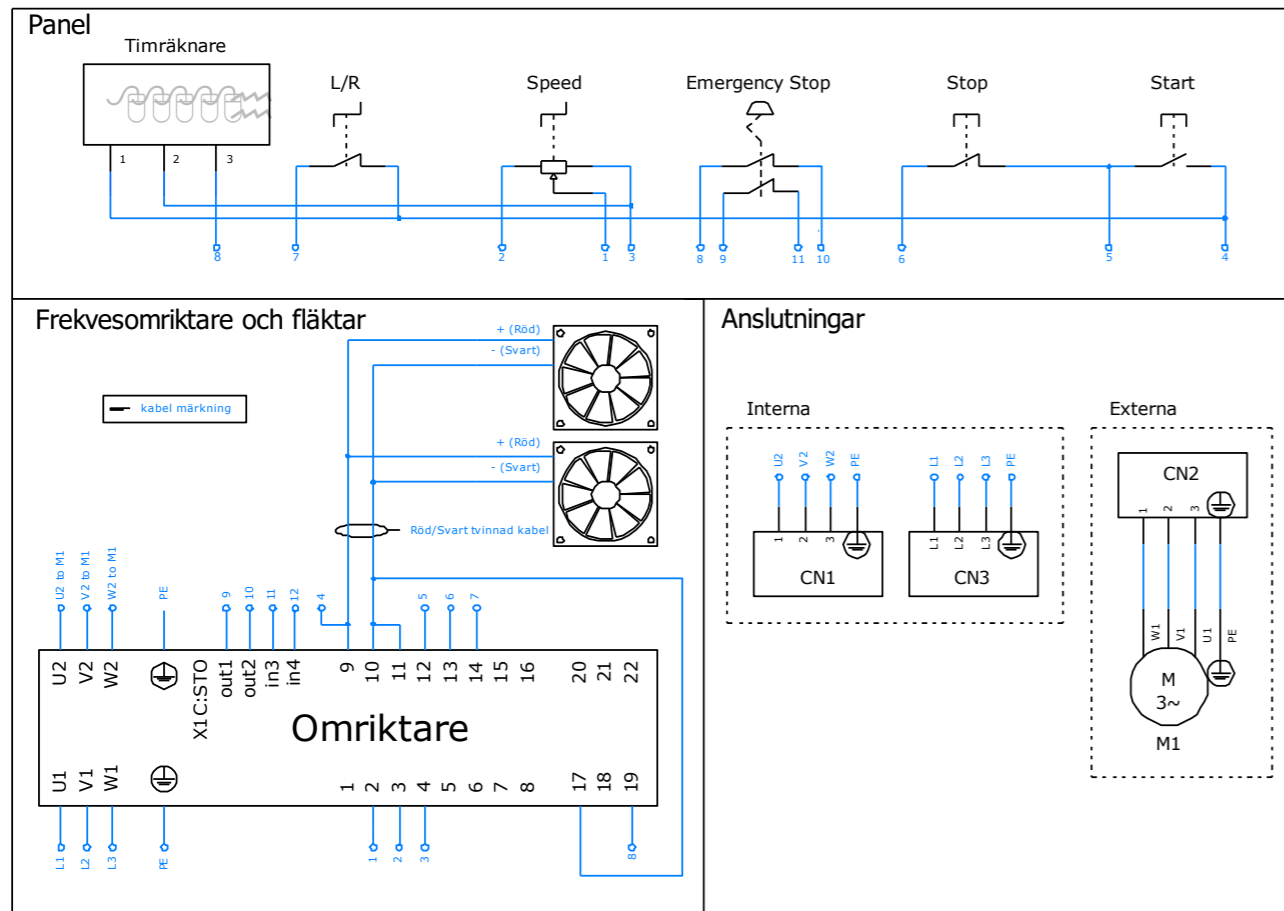 Panel
Timräknare
L/R
Speed
Emergency Stop
Stop
Start
1
2
3
8
7
2
1
3
8
9
11
10
6
5
4
Frekvesomriktare och fläktar
+ (Röd)
- (Svart)
kabel märkning
+ (Röd)
- (Svart)
Röd/Svart tvinnad kabel
U2 to M1
V2 to M1
W2 to M1
PE
9
10
11
12
4
5
6
7
U2
V2
W2
X1C:STO
out1
out2
in3
in4
9
10
11
12
13
14
15
16
20
21
22
Omriktare
U1
V1
W1
1
2
3
4
5
6
7
8
17
18
19
L1
L2
L3
PE
1
2
3
8
Anslutningar
Interna
U2
V2
W2
PE
1
2
3
CN1
L1
L2
L3
PE
L1
L2
L3
CN3
Externa
CN2
1
2
3
W1
V1
U1
PE
M
3~
M1